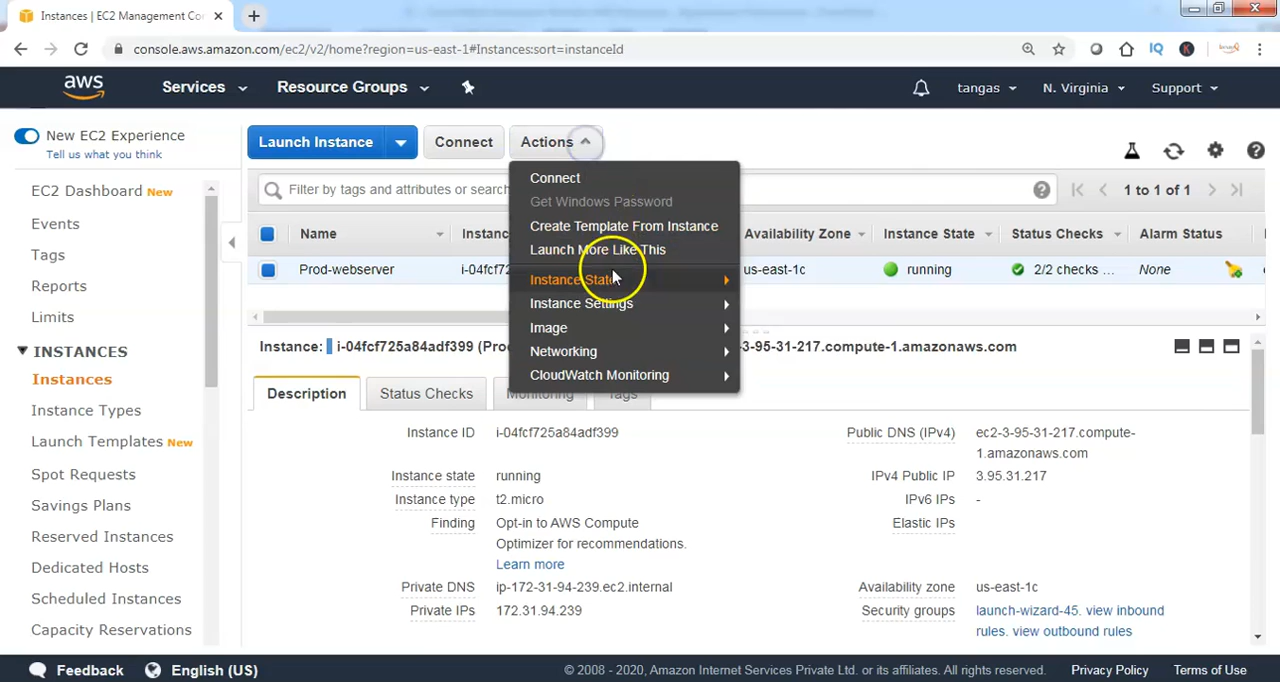 Instances | EC2 Management Con
console.aws.amazon.com/ec2/v2/home?region=us-east-1#Instances:sort=instanceId
IQ
K
aws
Services
Resource Groups
tangas
N. Virginia
Support
New EC2 Experience
Tell us what you think
EC2 Dashboard New
Events
Tags
Reports
Limits
INSTANCES
Instances
Instance Types
Launch Templates New
Spot Requests
Savings Plans
Reserved Instances
Dedicated Hosts
Scheduled Instances
Capacity Reservations
Launch Instance
Connect
Actions
Filter by tags and attributes or search
1 to 1 of 1
Connect
Get Windows Password
Create Template From Instance
Launch More Like This
Instance State
Instance Settings
Image
Networking
CloudWatch Monitoring
Name
Availability Zone
Instance State
Status Checks
Alarm Status
Prod-webserver
us-east-1c
running
2/2 checks ...
None
Instance: i-04fcf725a84adf399 (Pro
3-95-31-217.compute-1.amazonaws.com
Description
Status Checks
Monitoring
Tags
Instance ID i-04fcf725a84adf399
Instance state running
Instance type t2.micro
Finding Opt-in to AWS Compute
Optimizer for recommendations.
Learn more
Private DNS ip-172-31-94-239.ec2.internal
Private IPs 172.31.94.239
Public DNS (IPv4) ec2-3-95-31-217.compute-
1.amazonaws.com
IPv4 Public IP 3.95.31.217
IPv6 IPs -
Elastic IPs
Availability zone us-east-1c
Security groups launch-wizard-45. view inbound
rules. view outbound rules
Feedback
English (US)
© 2008 - 2020, Amazon Internet Services Private Ltd. or its affiliates. All rights reserved.
Privacy Policy
Terms of Use